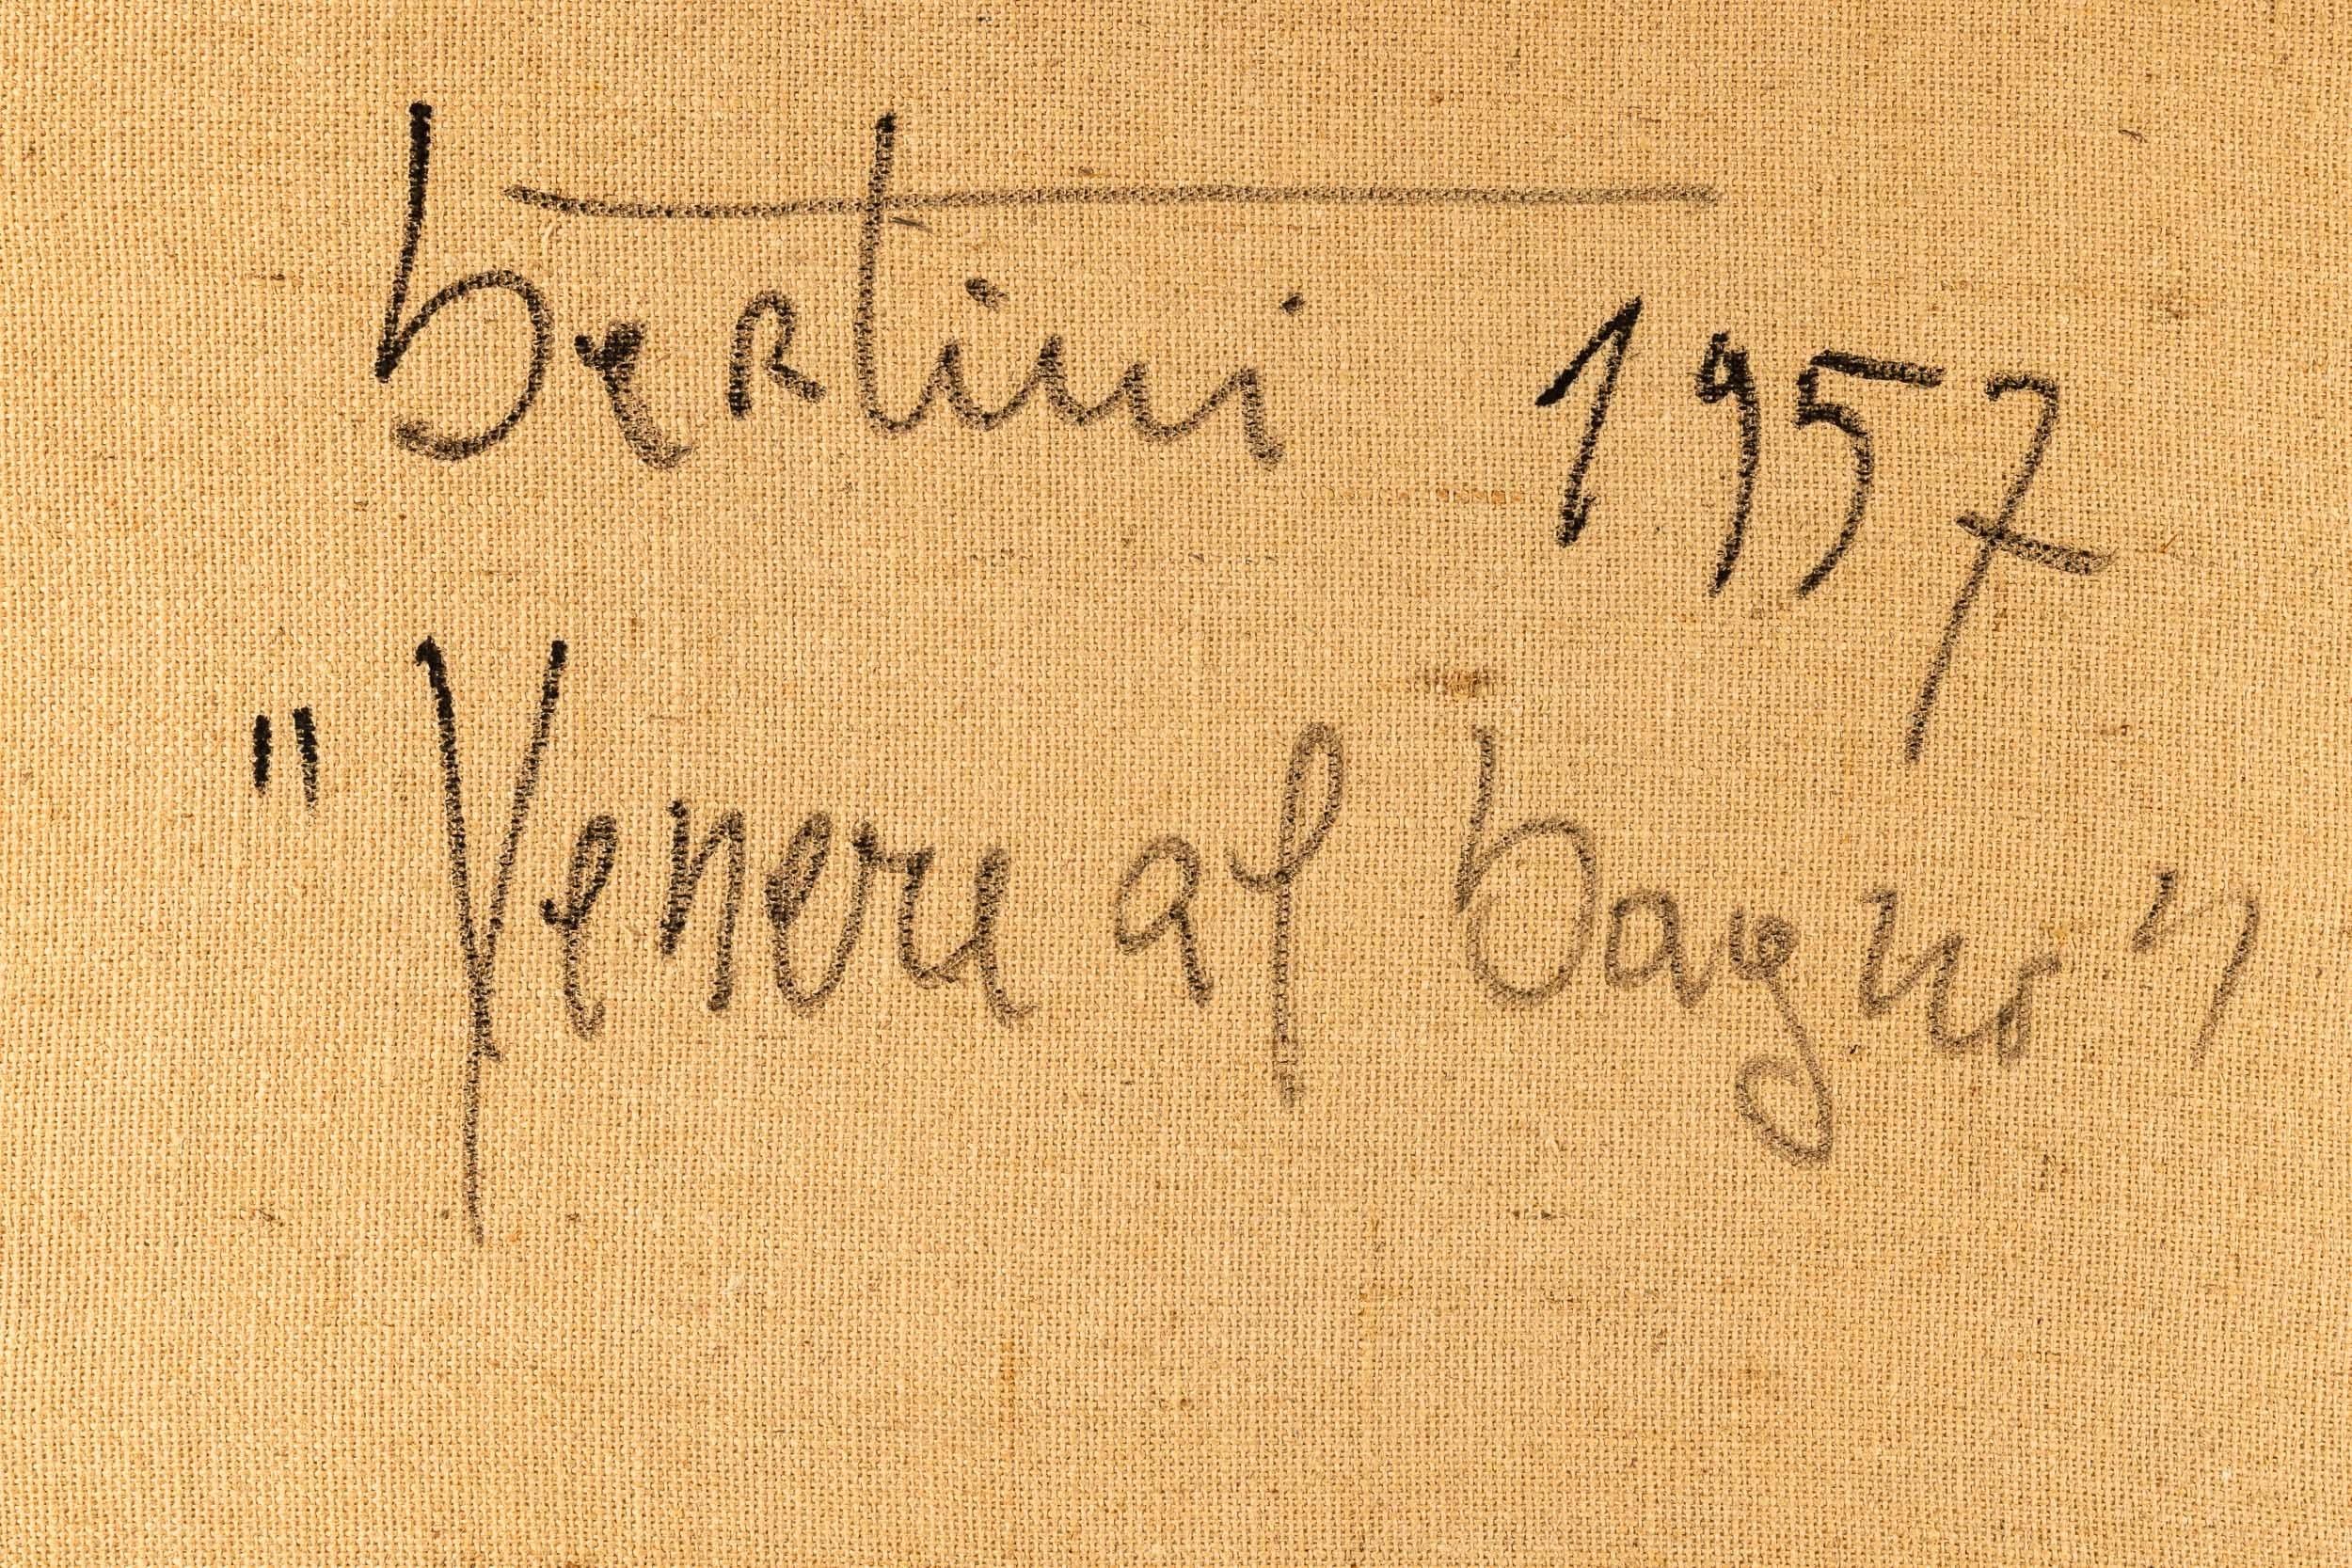 bertini 1957
"Venere al bagno"